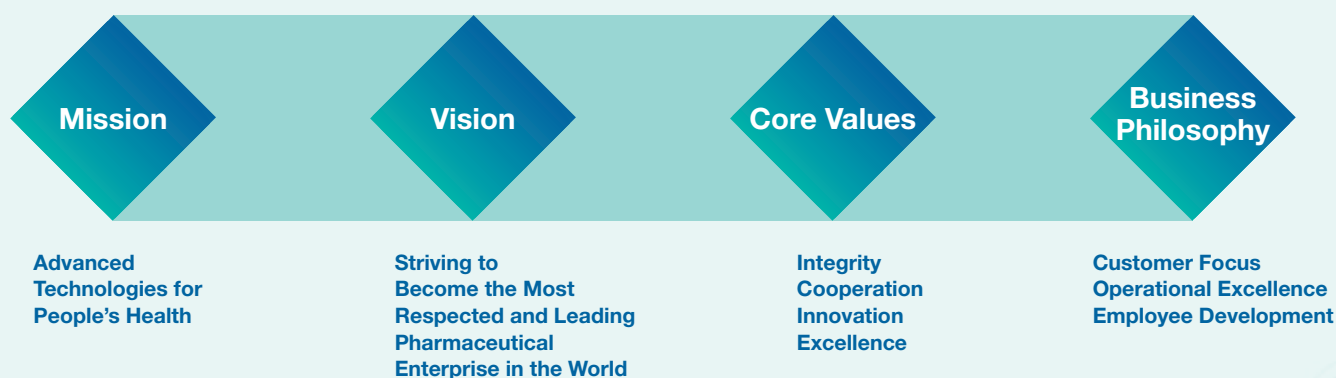 Mission
Advanced
Technologies for
People's Health
Vision
Striving to
Become the Most
Respected and Leading
Pharmaceutical
Enterprise in the World
Core Values
Integrity
Cooperation
Innovation
Excellence
Business
Philosophy
Customer Focus
Operational Excellence
Employee Development